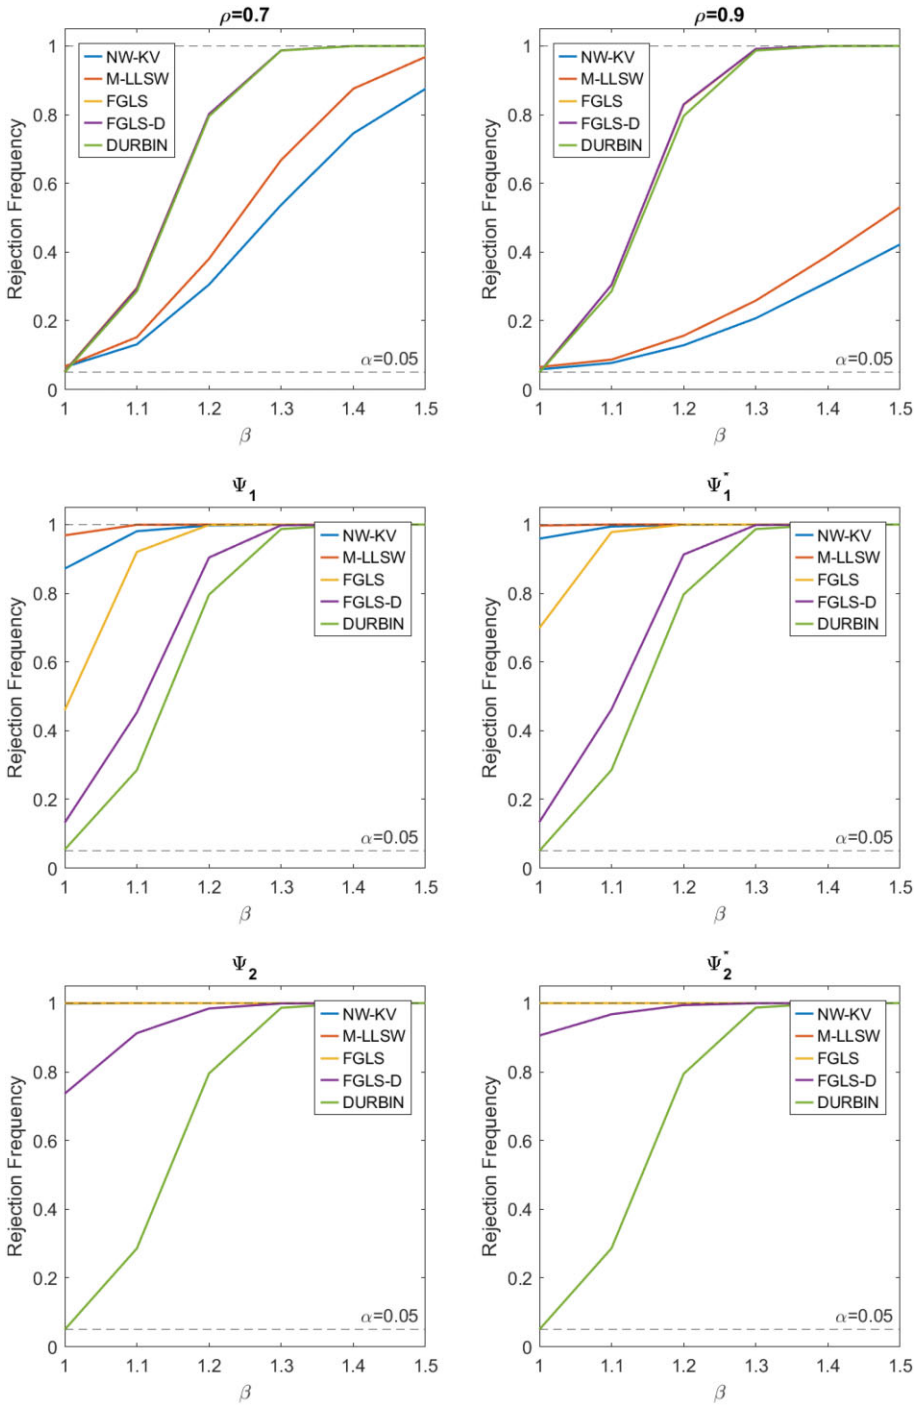 ρ=0.7
Rejection Frequency
1
0.8
0.6
0.4
0.2
0
NW-KV
M-LLSW
FGLS
FGLS-D
DURBIN
α=0.05
1 1.1 1.2 1.3 1.4 1.5
β
ρ=0.9
Rejection Frequency
1
0.8
0.6
0.4
0.2
0
NW-KV
M-LLSW
FGLS
FGLS-D
DURBIN
α=0.05
1 1.1 1.2 1.3 1.4 1.5
β
Ψ1
Rejection Frequency
1
0.8
0.6
0.4
0.2
0
NW-KV
M-LLSW
FGLS
FGLS-D
DURBIN
α=0.05
1 1.1 1.2 1.3 1.4 1.5
β
Ψ1*
Rejection Frequency
1
0.8
0.6
0.4
0.2
0
NW-KV
M-LLSW
FGLS
FGLS-D
DURBIN
α=0.05
1 1.1 1.2 1.3 1.4 1.5
β
Ψ2
Rejection Frequency
1
0.8
0.6
0.4
0.2
0
NW-KV
M-LLSW
FGLS
FGLS-D
DURBIN
α=0.05
1 1.1 1.2 1.3 1.4 1.5
β
Ψ2*
Rejection Frequency
1
0.8
0.6
0.4
0.2
0
NW-KV
M-LLSW
FGLS
FGLS-D
DURBIN
α=0.05
1 1.1 1.2 1.3 1.4 1.5
β